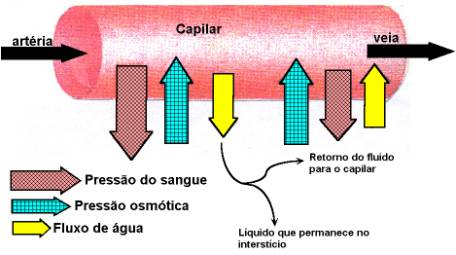 Capilar
artéria
veia
Retorno do fluído
para o capilar
Pressão do sangue
Pressão osmótica
Fluxo de água
Líquido que permanece no
interstício